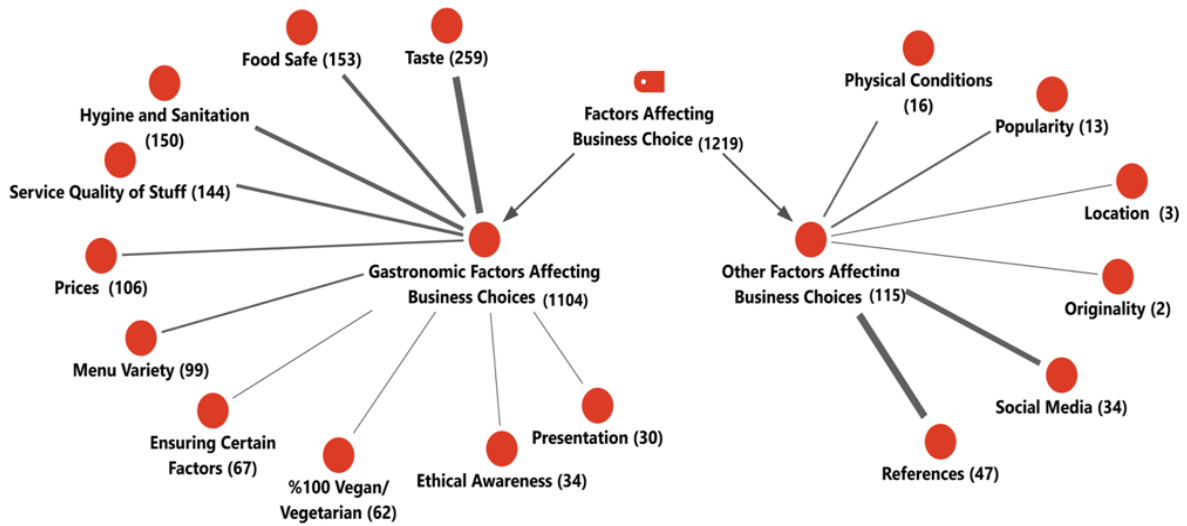 Food Safe (153)
Taste (259)
Hygine and Sanitation
(150)
Service Quality of Stuff (144)
Prices (106)
Menu Variety (99)
Ensuring Certain
Factors (67)
%100 Vegan/
Vegetarian (62)
Ethical Awareness (34)
Presentation (30)
Gastronomic Factors Affecting
Business Choices (1104)
Factors Affecting
Business Choice (1219)
Other Factors Affecting
Business Choices (115)
Physical Conditions
(16)
Popularity (13)
Location (3)
Originality (2)
Social Media (34)
References (47)